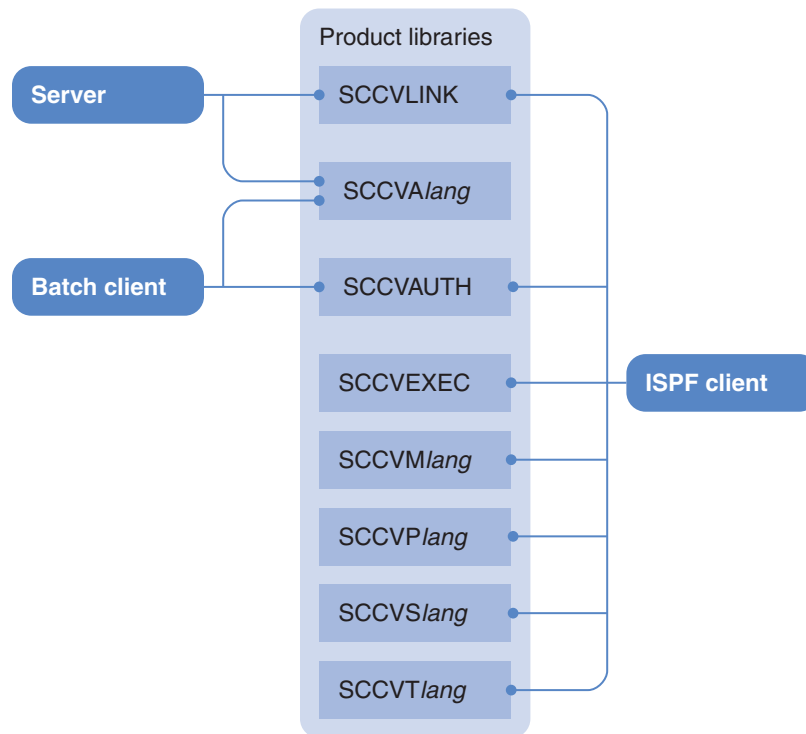 Product libraries
Server
SCCVLINK
SCCVAlang
Batch client
SCCVAUTH
SCCVEXEC
ISPF client
SCCVMlang
SCCVPlang
SCCVSlang
SCCVTlang